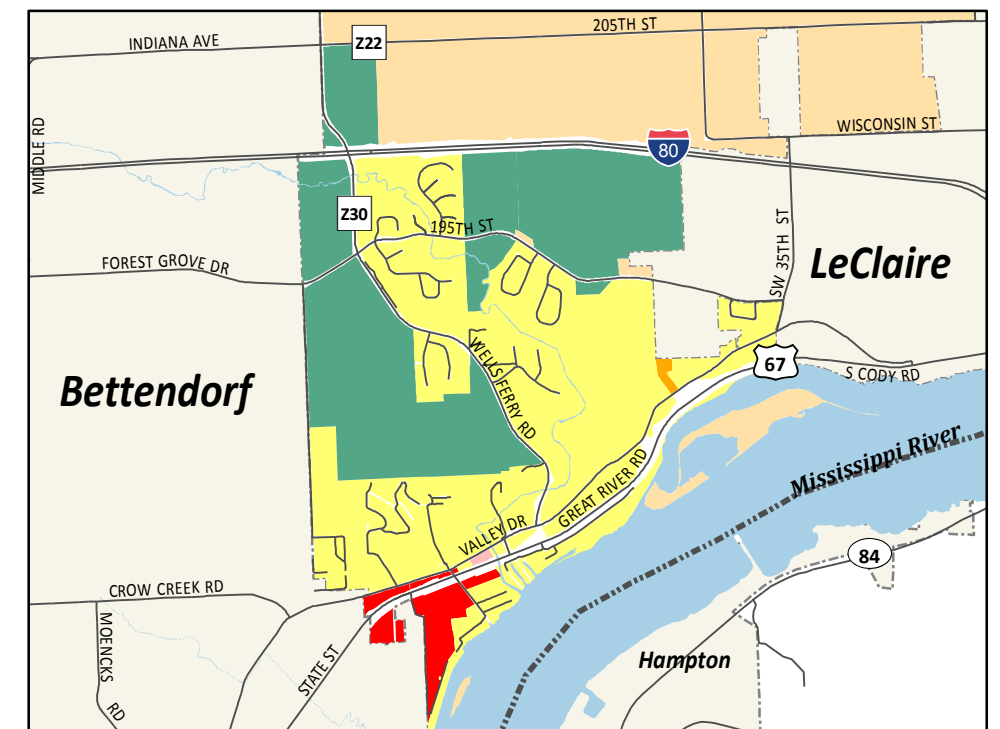 205TH ST
INDIANA AVE
Z22
WISCONSIN ST
MIDDLE RD
80
Z30
195TH ST
SW 35TH ST
FOREST GROVE DR
LeClaire
WELLS FERRY RD
67
S CODY RD
Bettendorf
Mississippi River
GREAT RIVER RD
VALLEY DR
84
CROW CREEK RD
MOENCKS RD
STATE ST
Hampton